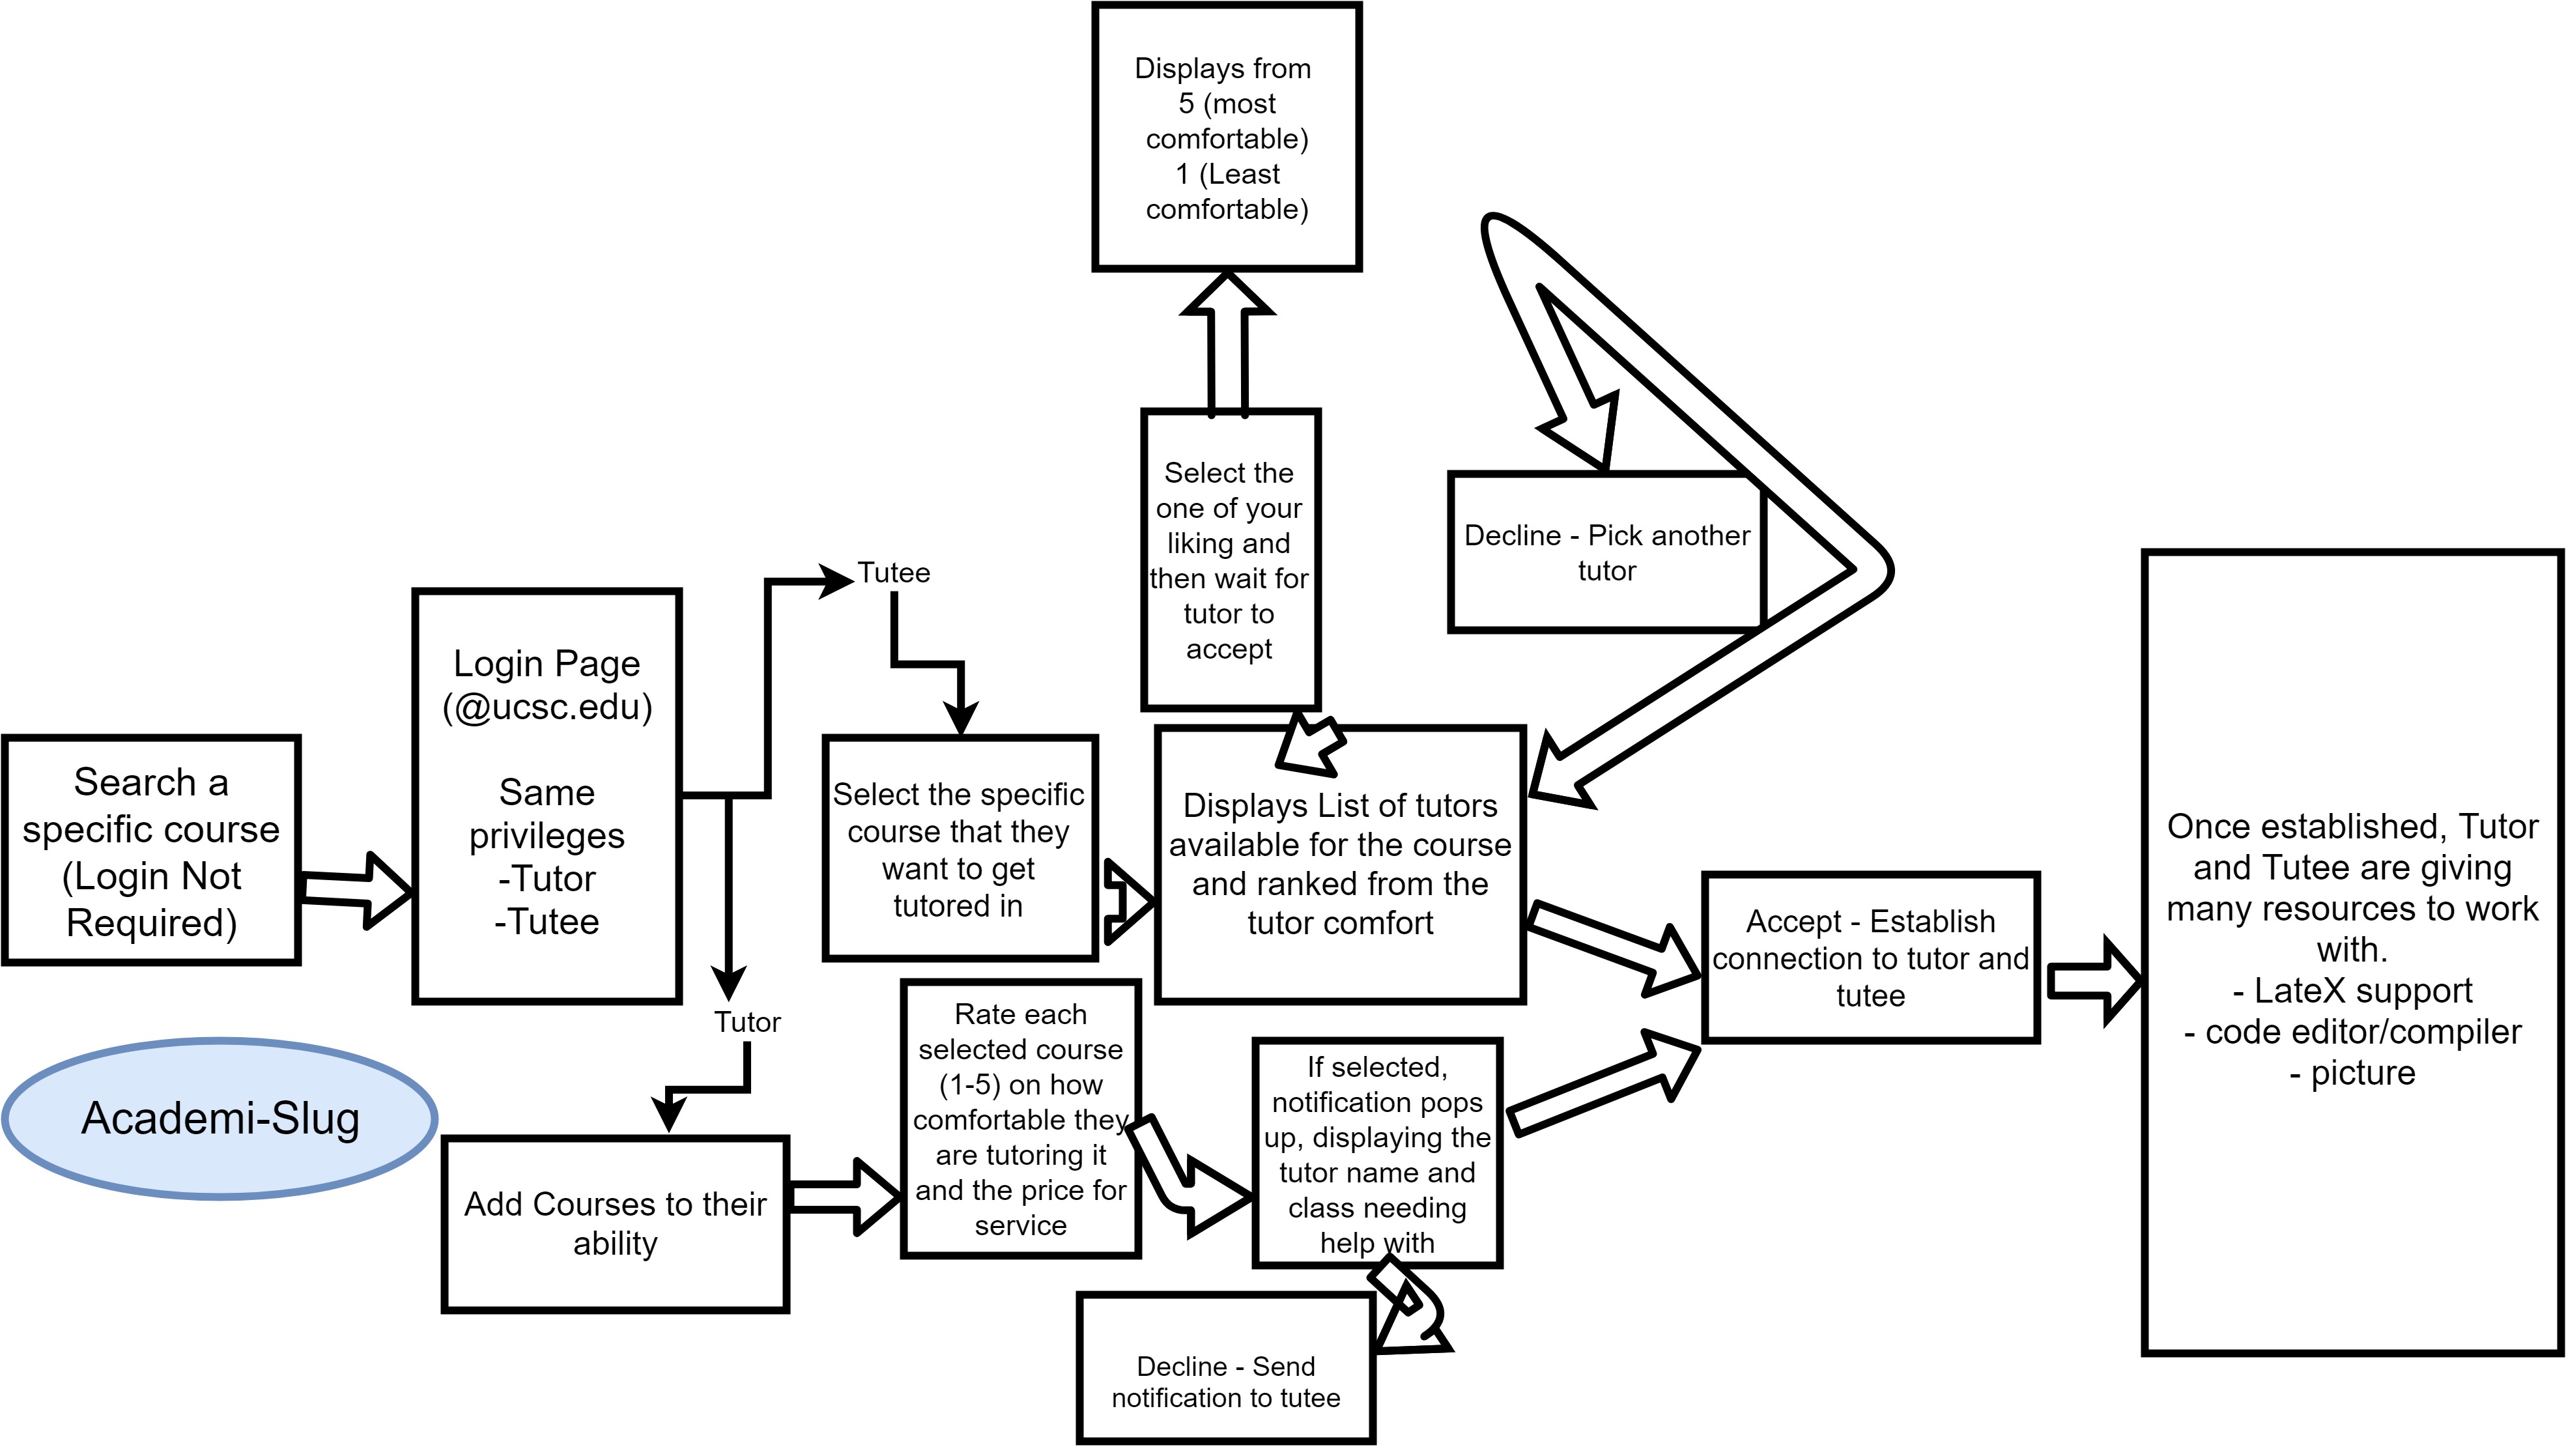 Displays from
5 (most
comfortable)
1 (Least
comfortable)
Select the
one of your
liking and
then wait for
tutor to
accept
Decline - Pick another
tutor
Tutee
Login Page
(@ucsc.edu)
Same
privileges
-Tutor
-Tutee
Search a
specific course
(Login Not
Required)
Select the specific
course that they
want to get
tutored in
Displays List of tutors
available for the course
and ranked from the
tutor comfort
Accept - Establish
connection to tutor and
tutee
Once established, Tutor
and Tutee are giving
many resources to work
with.
- LateX support
- code editor/compiler
- picture
Tutor
Academi-Slug
Add Courses to their
ability
Rate each
selected course
(1-5) on how
comfortable they
are tutoring it
and the price for
service
If selected,
notification pops
up, displaying the
tutor name and
class needing
help with
Decline - Send
notification to tutee